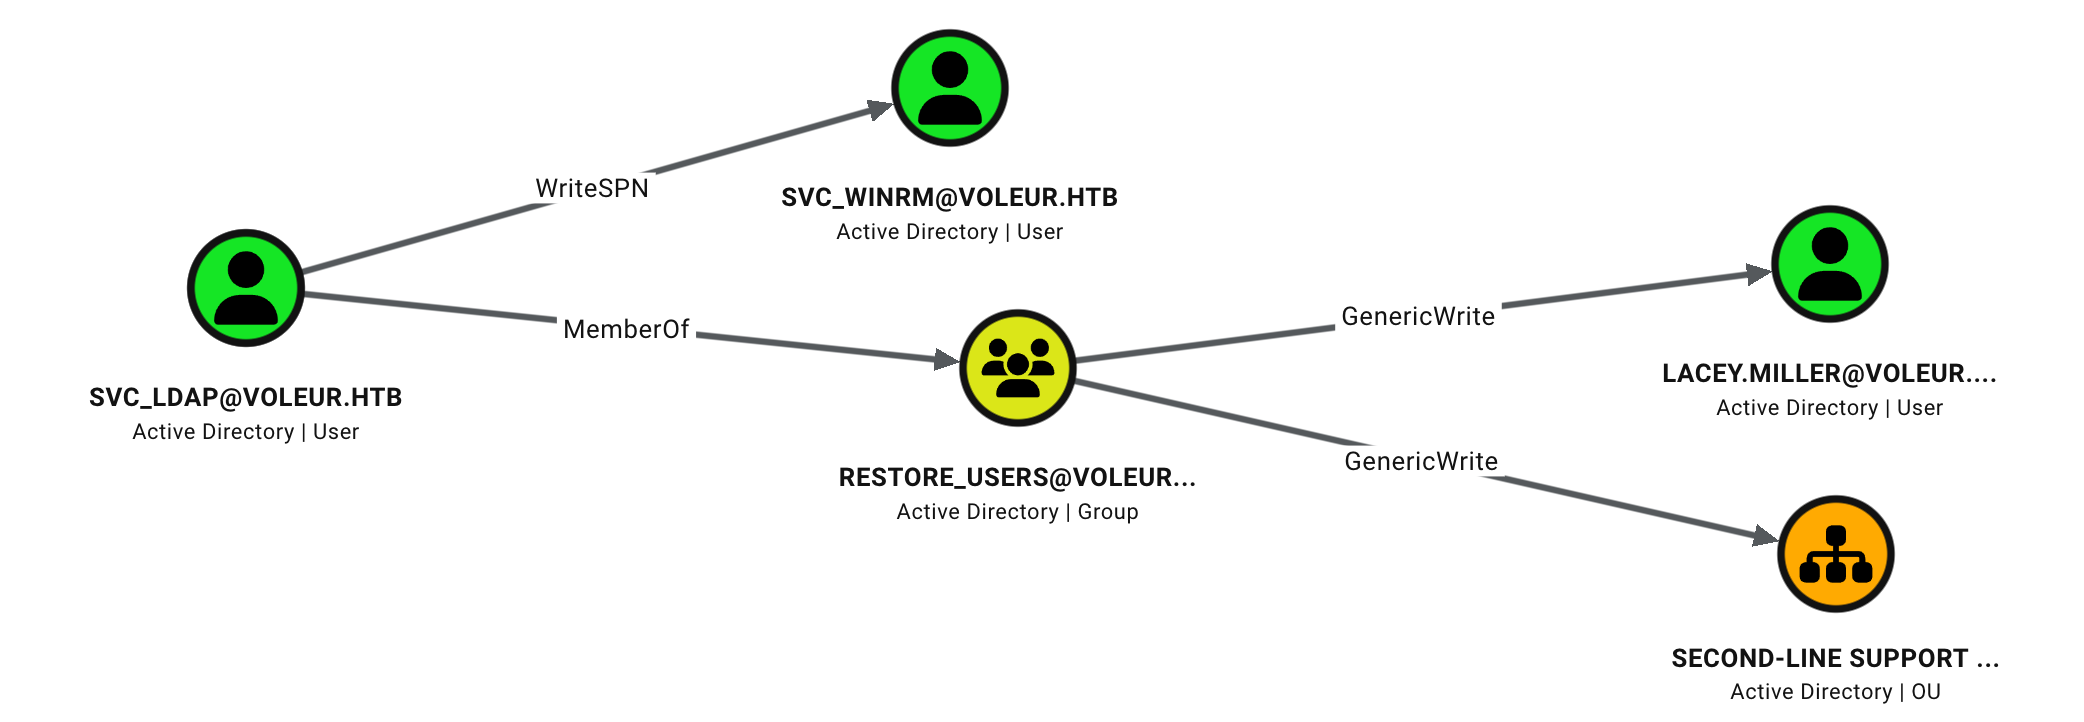 WriteSPN
SVC_WINRM@VOLEUR.HTB
Active Directory | User
MemberOf
SVC_LDAP@VOLEUR.HTB
Active Directory | User
GenericWrite
LACEY.MILLER@VOLEUR....
Active Directory | User
RESTORE_USERS@VOLEUR...
Active Directory | Group
GenericWrite
SECOND-LINE SUPPORT ...
Active Directory | OU